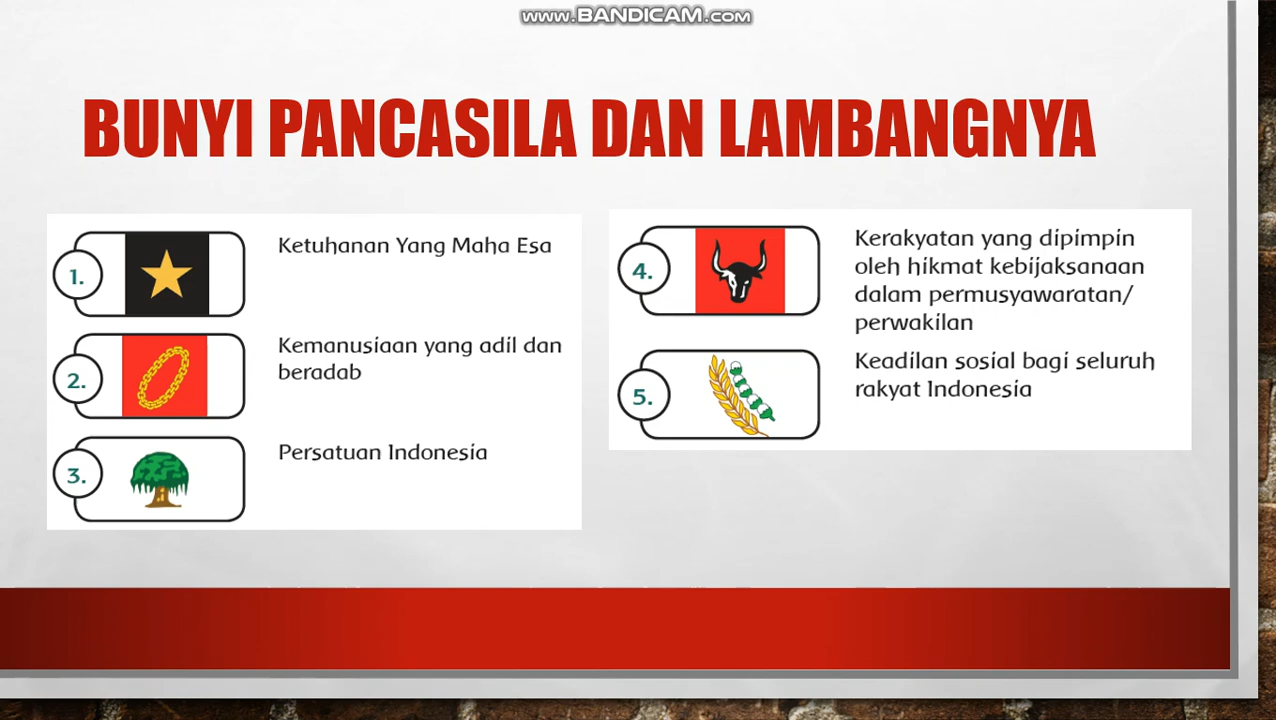 www.BANDICAM.com
BUNYI PANCASILA DAN LAMBANGNYA
1.
Ketuhanan Yang Maha Esa
2.
Kemanusiaan yang adil dan
beradab
3.
Persatuan Indonesia
4.
Kerakyatan yang dipimpin
oleh hikmat kebijaksanaan
dalam permusyawaratan/
perwakilan
5.
Keadilan sosial bagi seluruh
rakyat Indonesia